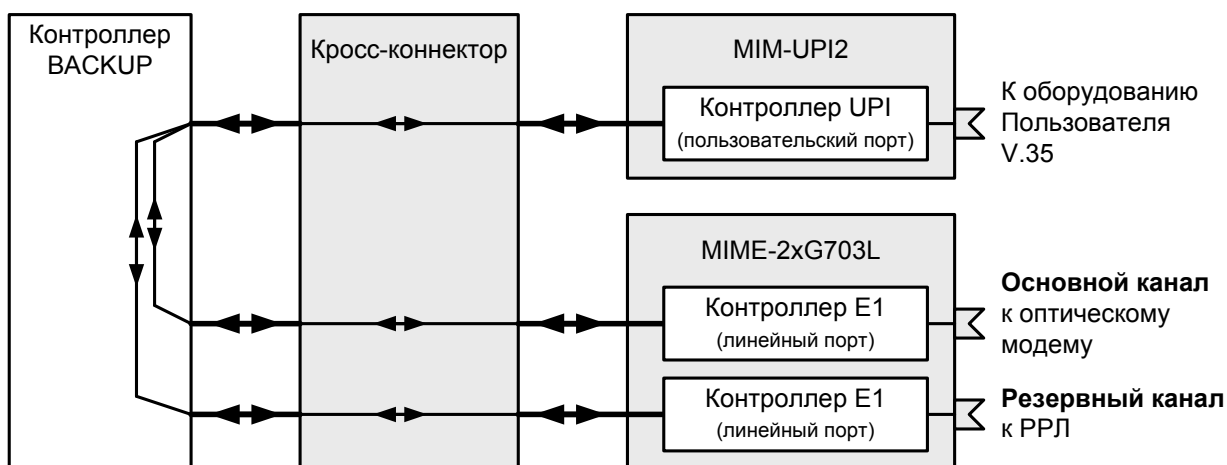 Контроллер
BACKUP
Кросс-коннектор
MIM-UPI2
Контроллер UPI
(пользовательский порт)
К оборудованию
Пользователя
V.35
MIME-2xG703L
Контроллер E1
(линейный порт)
Основной канал
к оптическому
модему
Контроллер E1
(линейный порт)
Резервный канал
к РРЛ